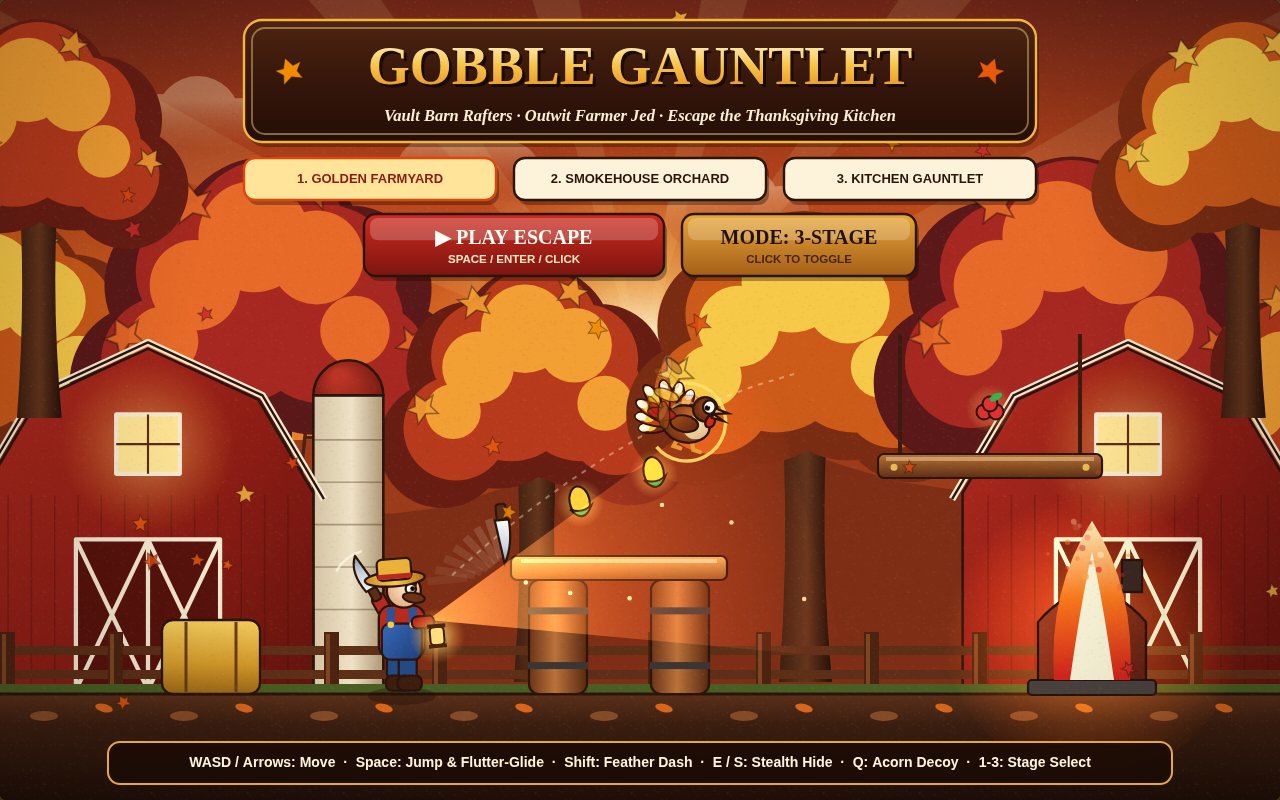 GOBBLE GAUNTLET
Vault Barn Rafters · Outwit Farmer Jed · Escape the Thanksgiving Kitchen
1. GOLDEN FARMYARD
2. SMOKEHOUSE ORCHARD
3. KITCHEN GAUNTLET
▶ PLAY ESCAPE
SPACE / ENTER / CLICK
MODE: 3-STAGE
CLICK TO TOGGLE
WASD / Arrows: Move · Space: Jump & Flutter-Glide · Shift: Feather Dash · E / S: Stealth Hide · Q: Acorn Decoy · 1-3: Stage Select